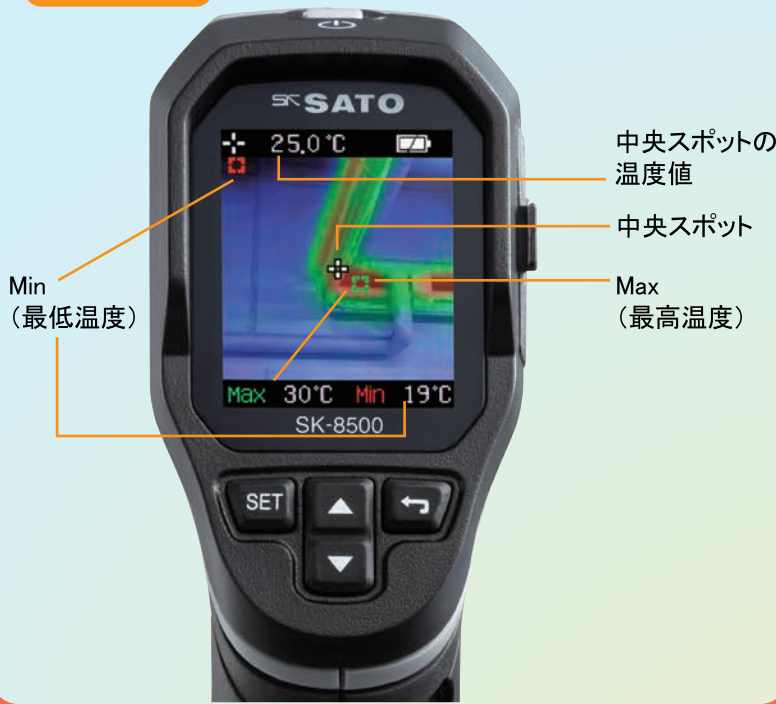 SK SATO
25.0℃
中央スポットの
温度値
中央スポット
Min
（最低温度）
Max
（最高温度）
Max 30℃ Min 19℃
SK-8500
SET